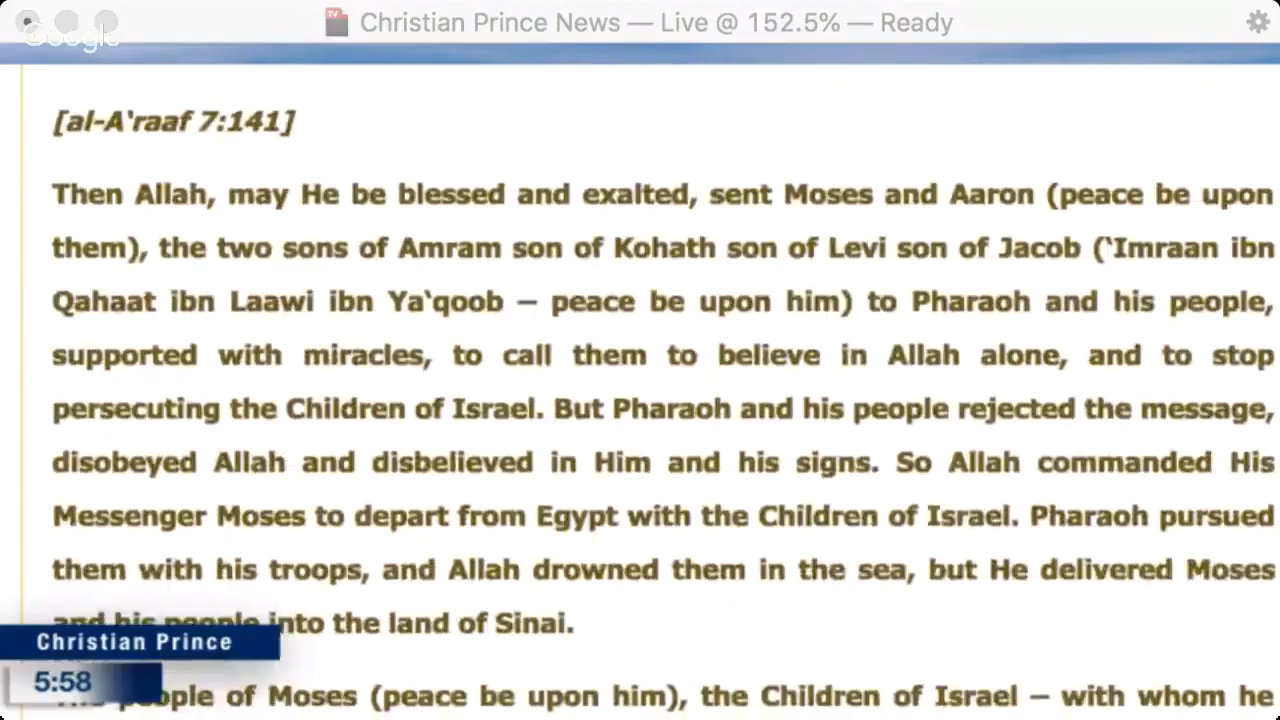 TV
Christian Prince News — Live @ 152.5% — Ready
Google
[al-A‘raaf 7:141]
Then Allah, may He be blessed and exalted, sent Moses and Aaron (peace be upon
them), the two sons of Amram son of Kohath son of Levi son of Jacob (‘Imraan ibn
Qahaat ibn Laawi ibn Ya‘qoob – peace be upon him) to Pharaoh and his people,
supported with miracles, to call them to believe in Allah alone, and to stop
persecuting the Children of Israel. But Pharaoh and his people rejected the message,
disobeyed Allah and disbelieved in Him and his signs. So Allah commanded His
Messenger Moses to depart from Egypt with the Children of Israel. Pharaoh pursued
them with his troops, and Allah drowned them in the sea, but He delivered Moses
and his people into the land of Sinai.
Christian Prince
5:58
people of Moses (peace be upon him), the Children of Israel – with whom he